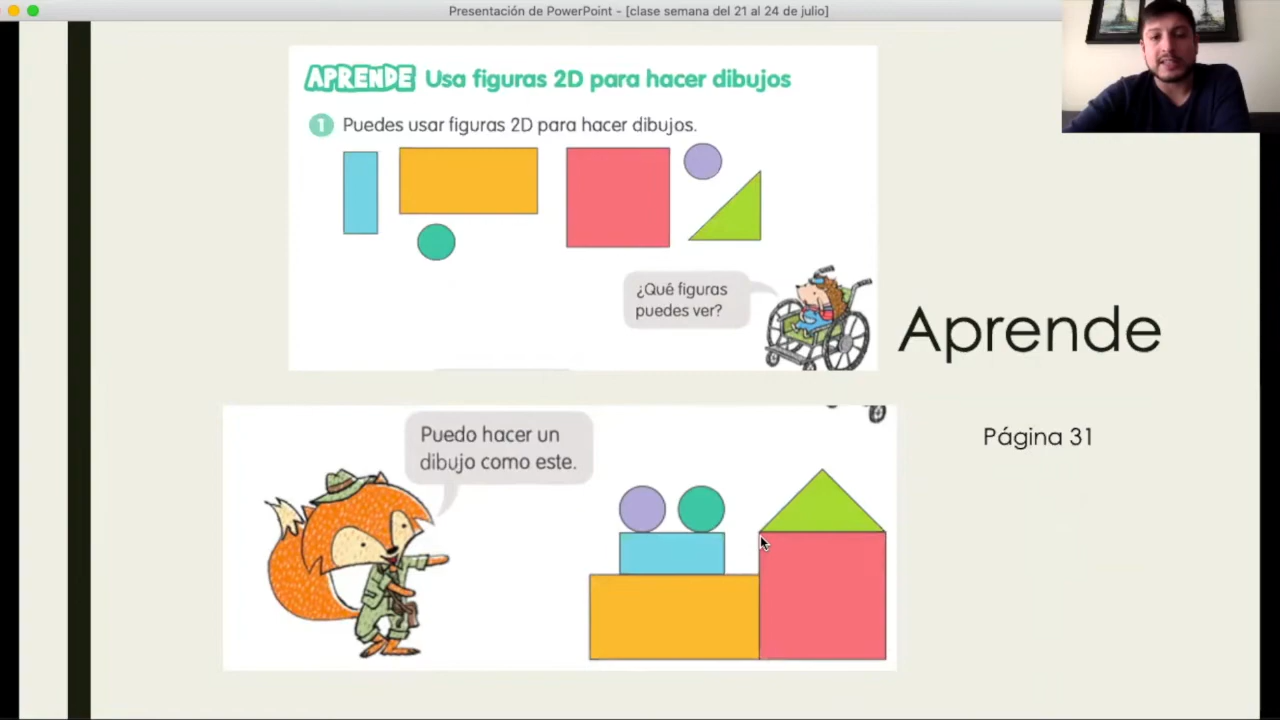 Presentación de PowerPoint - [clase semana del 21 al 24 de julio]
APRENDE Usa figuras 2D para hacer dibujos
1 Puedes usar figuras 2D para hacer dibujos.
¿Qué figuras
puedes ver?
Aprende
Página 31
Puedo hacer un
dibujo como este.